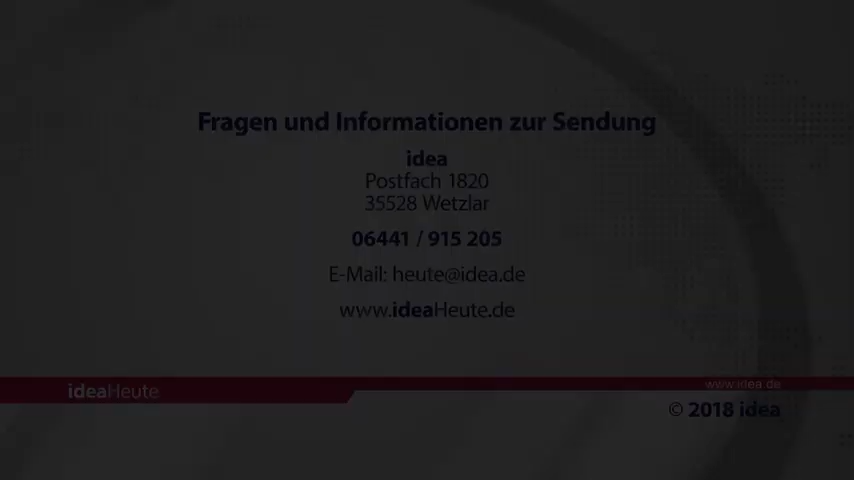 Fragen und Informationen zur Sendung
idea
Postfach 1820
35528 Wetzlar
06441 / 915 205
E-Mail: heute@idea.de
www.ideaHeute.de
ideaHeute
www.idea.de
© 2018 idea